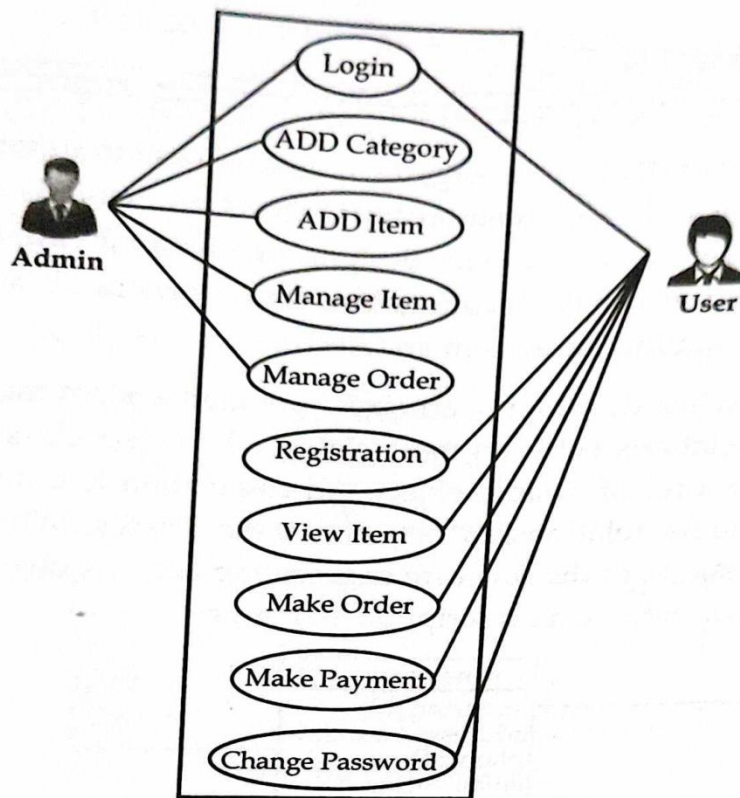 Login
ADD Category
ADD Item
Admin
User
Manage Item
Manage Order
Registration
View Item
Make Order
Make Payment
Change Password